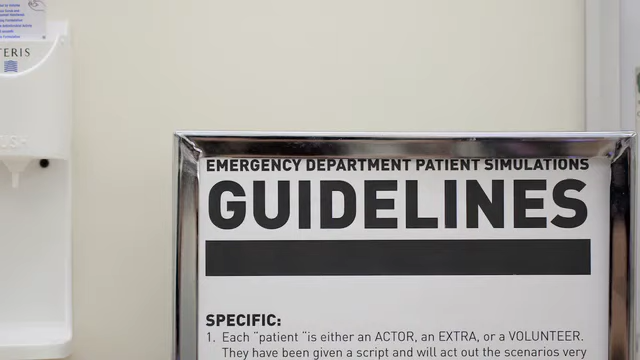 TERIS
EMERGENCY DEPARTMENT PATIENT SIMULATIONS
GUIDELINES
SPECIFIC:
1. Each "patient "is either an ACTOR, an EXTRA, or a VOLUNTEER.
They have been given a script and will act out the scenarios very